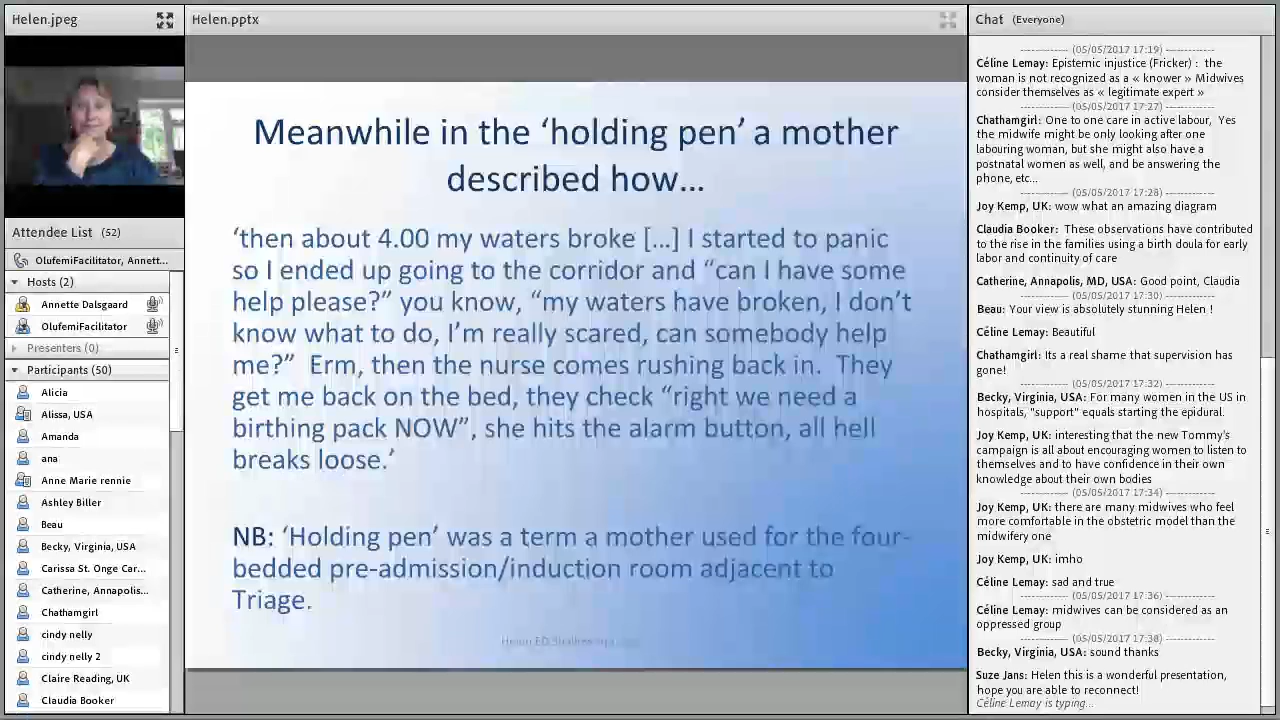 Helen.jpeg
Helen.pptx
Meanwhile in the ‘holding pen’ a mother
described how...
‘then about 4.00 my waters broke [...] I started to panic
so I ended up going to the corridor and “can I have some
help please?” you know, “my waters have broken, I don’t
know what to do, I’m really scared, can somebody help
me?”  Erm, then the nurse comes rushing back in.  They
get me back on the bed, they check “right we need a
birthing pack NOW”, she hits the alarm button, all hell
breaks loose.’
NB: ‘Holding pen’ was a term a mother used for the four-
bedded pre-admission/induction room adjacent to
Triage.
Attendee List (52)
OlufemiFacilitator, Annett...
Hosts (2)
Annette Dalsgaard
OlufemiFacilitator
Presenters (0)
Participants (50)
Alicia
Alissa, USA
Amanda
ana
Anne Marie rennie
Ashley Biller
Beau
Becky, Virginia, USA
Carissa St. Onge Car...
Catherine, Annapolis...
Chathamgirl
cindy nelly
cindy nelly 2
Claire Reading, UK
Claudia Booker
Chat (Everyone)
------------ (05/05/2017 17:19) ------------
Céline Lemay: Epistemic injustice (Fricker) :  the
woman is not recognized as a « knower » Midwives
consider themselves as « legitimate expert »
------------ (05/05/2017 17:27) ------------
Chathamgirl: One to one care in active labour,  Yes
the midwife might be only looking after one
labouring woman, but she might also have a
postnatal women as well, and be answering the
phone, etc...
------------ (05/05/2017 17:28) ------------
Joy Kemp, UK: wow what an amazing diagram
Claudia Booker:  These observations have contributed
to the rise in the families using a birth doula for early
labor and continuity of care
Catherine, Annapolis, MD, USA: Good point, Claudia
------------ (05/05/2017 17:30) ------------
Beau: Your view is absolutely stunning Helen !
Céline Lemay: Beautiful
Chathamgirl: Its a real shame that supervision has
gone!
------------ (05/05/2017 17:32) ------------
Becky, Virginia, USA: For many women in the US in
hospitals, "support" equals starting the epidural.
Joy Kemp, UK: interesting that the new Tommy's
campaign is all about encouraging women to listen to
themselves and to have confidence in their own
knowledge about their own bodies
------------ (05/05/2017 17:34) ------------
Joy Kemp, UK: there are many midwives who feel
more comfortable in the obstetric model than the
midwifery one
Joy Kemp, UK: imho
Céline Lemay: sad and true
------------ (05/05/2017 17:36) ------------
Céline Lemay: midwives can be considered as an
oppressed group
------------ (05/05/2017 17:38) ------------
Becky, Virginia, USA: sound thanks
Suze Jans: Helen this is a wonderful presentation,
hope you are able to reconnect!
Céline Lemay is typing...